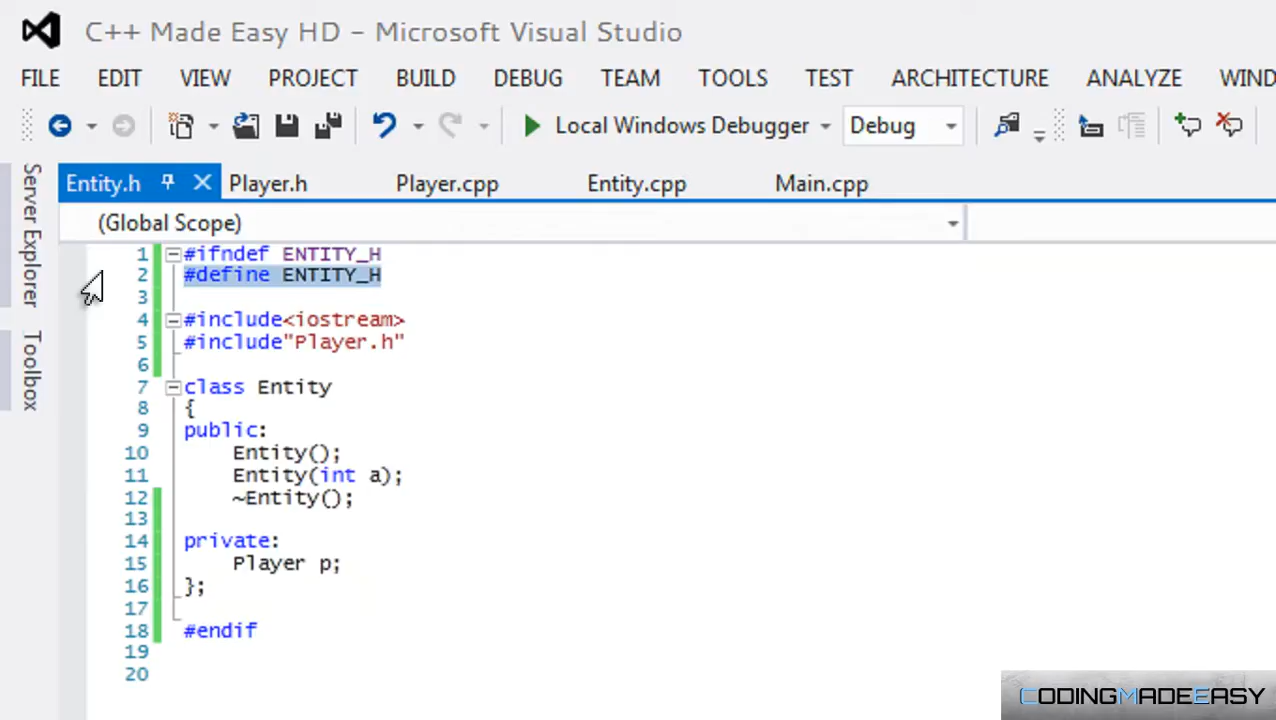 C++ Made Easy HD - Microsoft Visual Studio
FILE EDIT VIEW PROJECT BUILD DEBUG TEAM TOOLS TEST ARCHITECTURE ANALYZE WIND
Local Windows Debugger Debug
Server Explorer
Toolbox
Entity.h Player.h Player.cpp Entity.cpp Main.cpp
(Global Scope)
1 #ifndef ENTITY_H
2 #define ENTITY_H
3
4 #include<iostream>
5 #include"Player.h"
6
7 class Entity
8 {
9 public:
10 Entity();
11 Entity(int a);
12 ~Entity();
13
14 private:
15 Player p;
16 };
17
18 #endif
19
20
CODINGMADEEASY